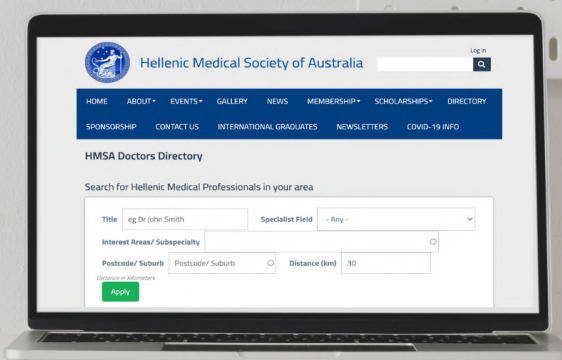 Log in
Hellenic Medical Society of Australia
HOME ABOUT EVENTS GALLERY NEWS MEMBERSHIP SCHOLARSHIPS DIRECTORY
SPONSORSHIP CONTACT US INTERNATIONAL GRADUATES NEWSLETTERS COVID-19 INFO
HMSA Doctors Directory
Search for Hellenic Medical Professionals in your area
Title eg Dr John Smith Specialist Field - Any -
Interest Areas/ Subspecialty
Postcode/ Suburb Postcode/ Suburb Distance (km) 30
Distance in Kilometers
Apply